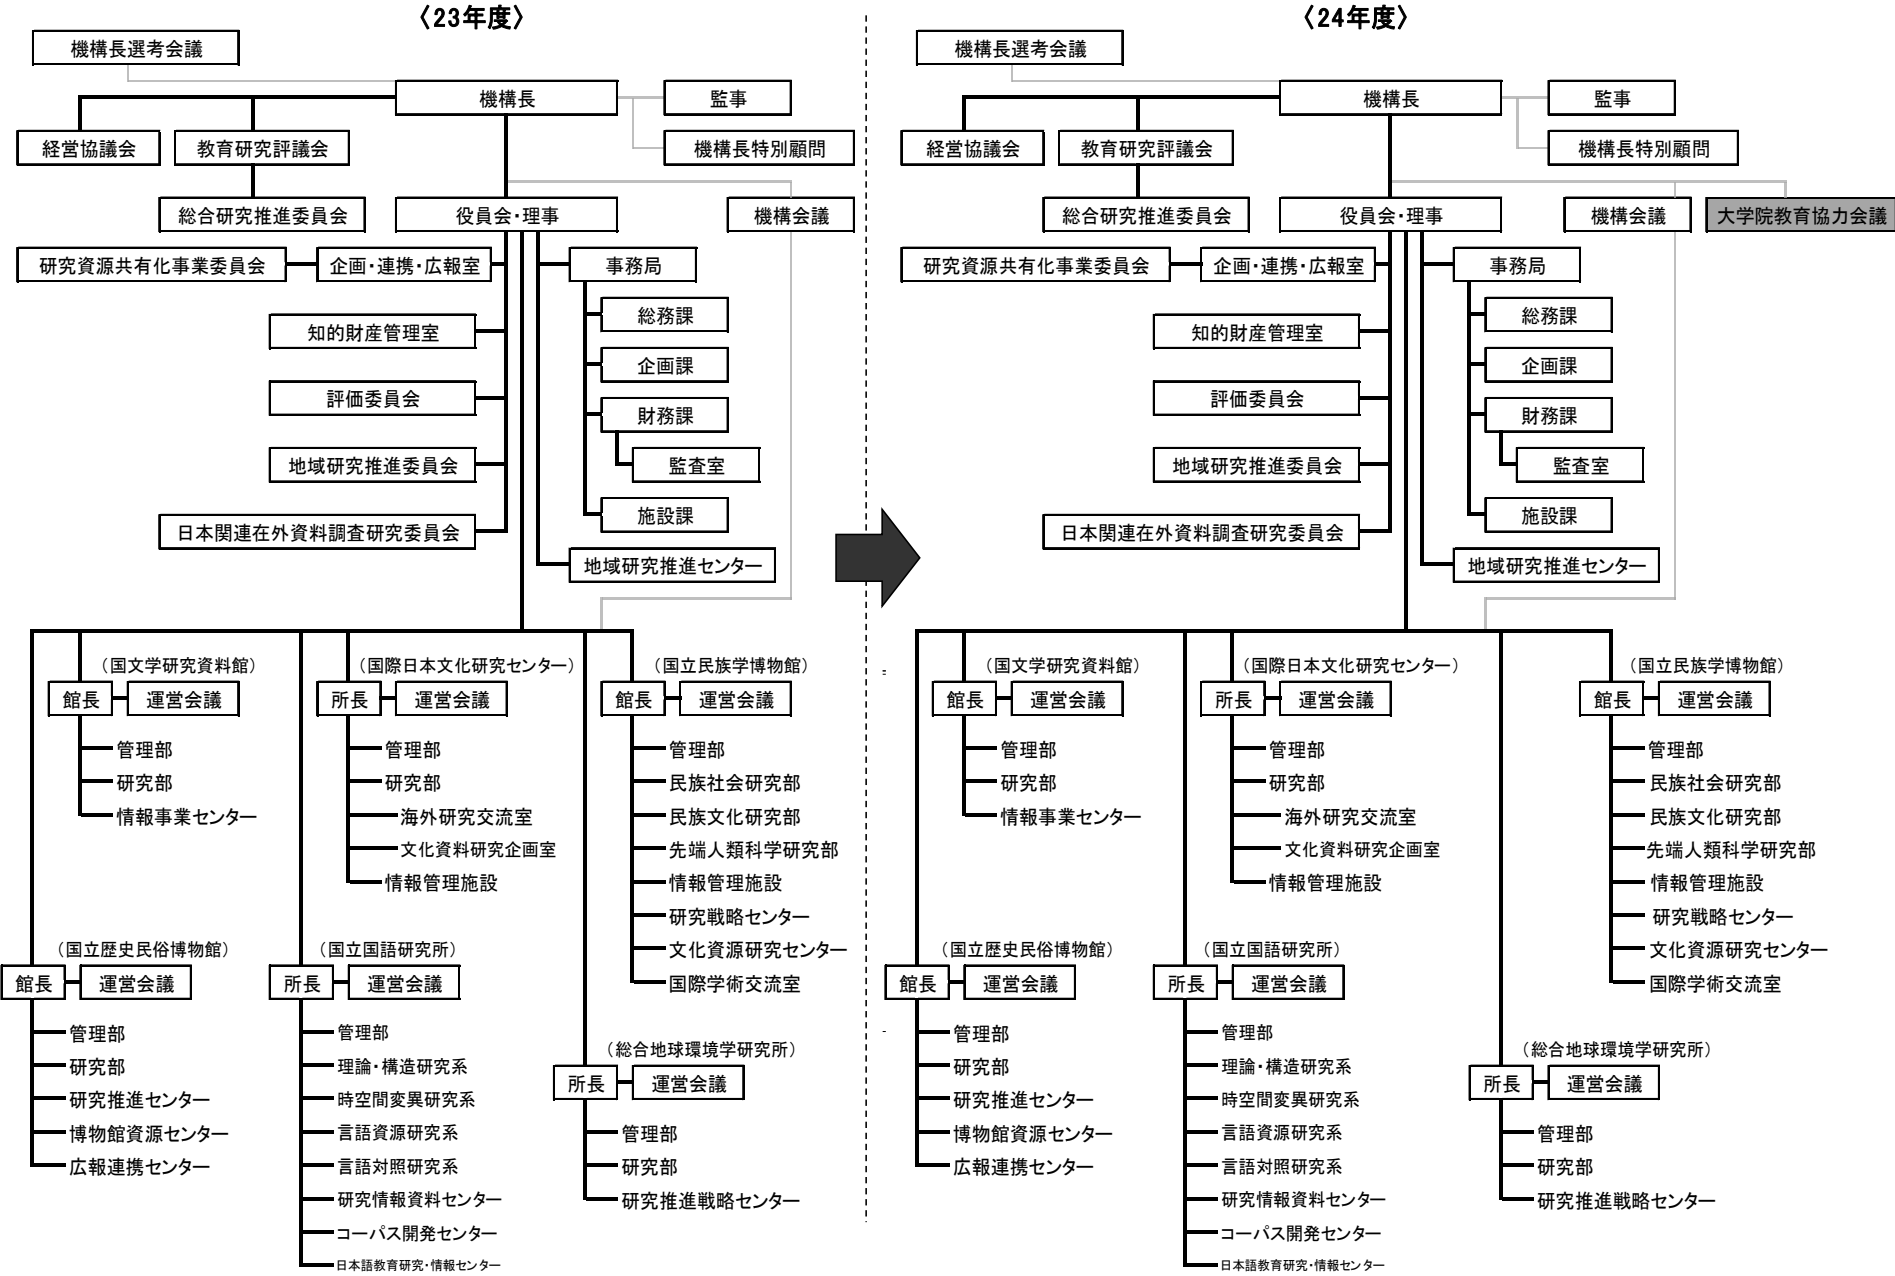 〈23年度〉
機構長選考会議
機構長
監事
経営協議会
教育研究評議会
機構長特別顧問
総合研究推進委員会
役員会・理事
機構会議
研究資源共有化事業委員会
企画・連携・広報室
事務局
総務課
知的財産管理室
企画課
評価委員会
財務課
地域研究推進委員会
監査室
施設課
日本関連在外資料調査研究委員会
地域研究推進センター
（国文学研究資料館）
館長
運営会議
管理部
研究部
情報事業センター
（国際日本文化研究センター）
所長
運営会議
管理部
研究部
海外研究交流室
文化資料研究企画室
情報管理施設
（国立民族学博物館）
館長
運営会議
管理部
民族社会研究部
民族文化研究部
先端人類科学研究部
情報管理施設
研究戦略センター
文化資源研究センター
国際学術交流室
（国立歴史民俗博物館）
館長
運営会議
管理部
研究部
研究推進センター
博物館資源センター
広報連携センター
（国立国語研究所）
所長
運営会議
管理部
理論・構造研究系
時空間変異研究系
言語資源研究系
言語対照研究系
研究情報資料センター
コーパス開発センター
日本語教育研究・情報センター
（総合地球環境学研究所）
所長
運営会議
管理部
研究部
研究推進戦略センター
〈24年度〉
機構長選考会議
機構長
監事
経営協議会
教育研究評議会
機構長特別顧問
総合研究推進委員会
役員会・理事
機構会議
大学院教育協力会議
研究資源共有化事業委員会
企画・連携・広報室
事務局
総務課
知的財産管理室
企画課
評価委員会
財務課
地域研究推進委員会
監査室
施設課
日本関連在外資料調査研究委員会
地域研究推進センター
（国文学研究資料館）
館長
運営会議
管理部
研究部
情報事業センター
（国際日本文化研究センター）
所長
運営会議
管理部
研究部
海外研究交流室
文化資料研究企画室
情報管理施設
（国立民族学博物館）
館長
運営会議
管理部
民族社会研究部
民族文化研究部
先端人類科学研究部
情報管理施設
研究戦略センター
文化資源研究センター
国際学術交流室
（国立歴史民俗博物館）
館長
運営会議
管理部
研究部
研究推進センター
博物館資源センター
広報連携センター
（国立国語研究所）
所長
運営会議
管理部
理論・構造研究系
時空間変異研究系
言語資源研究系
言語対照研究系
研究情報資料センター
コーパス開発センター
日本語教育研究・情報センター
（総合地球環境学研究所）
所長
運営会議
管理部
研究部
研究推進戦略センター